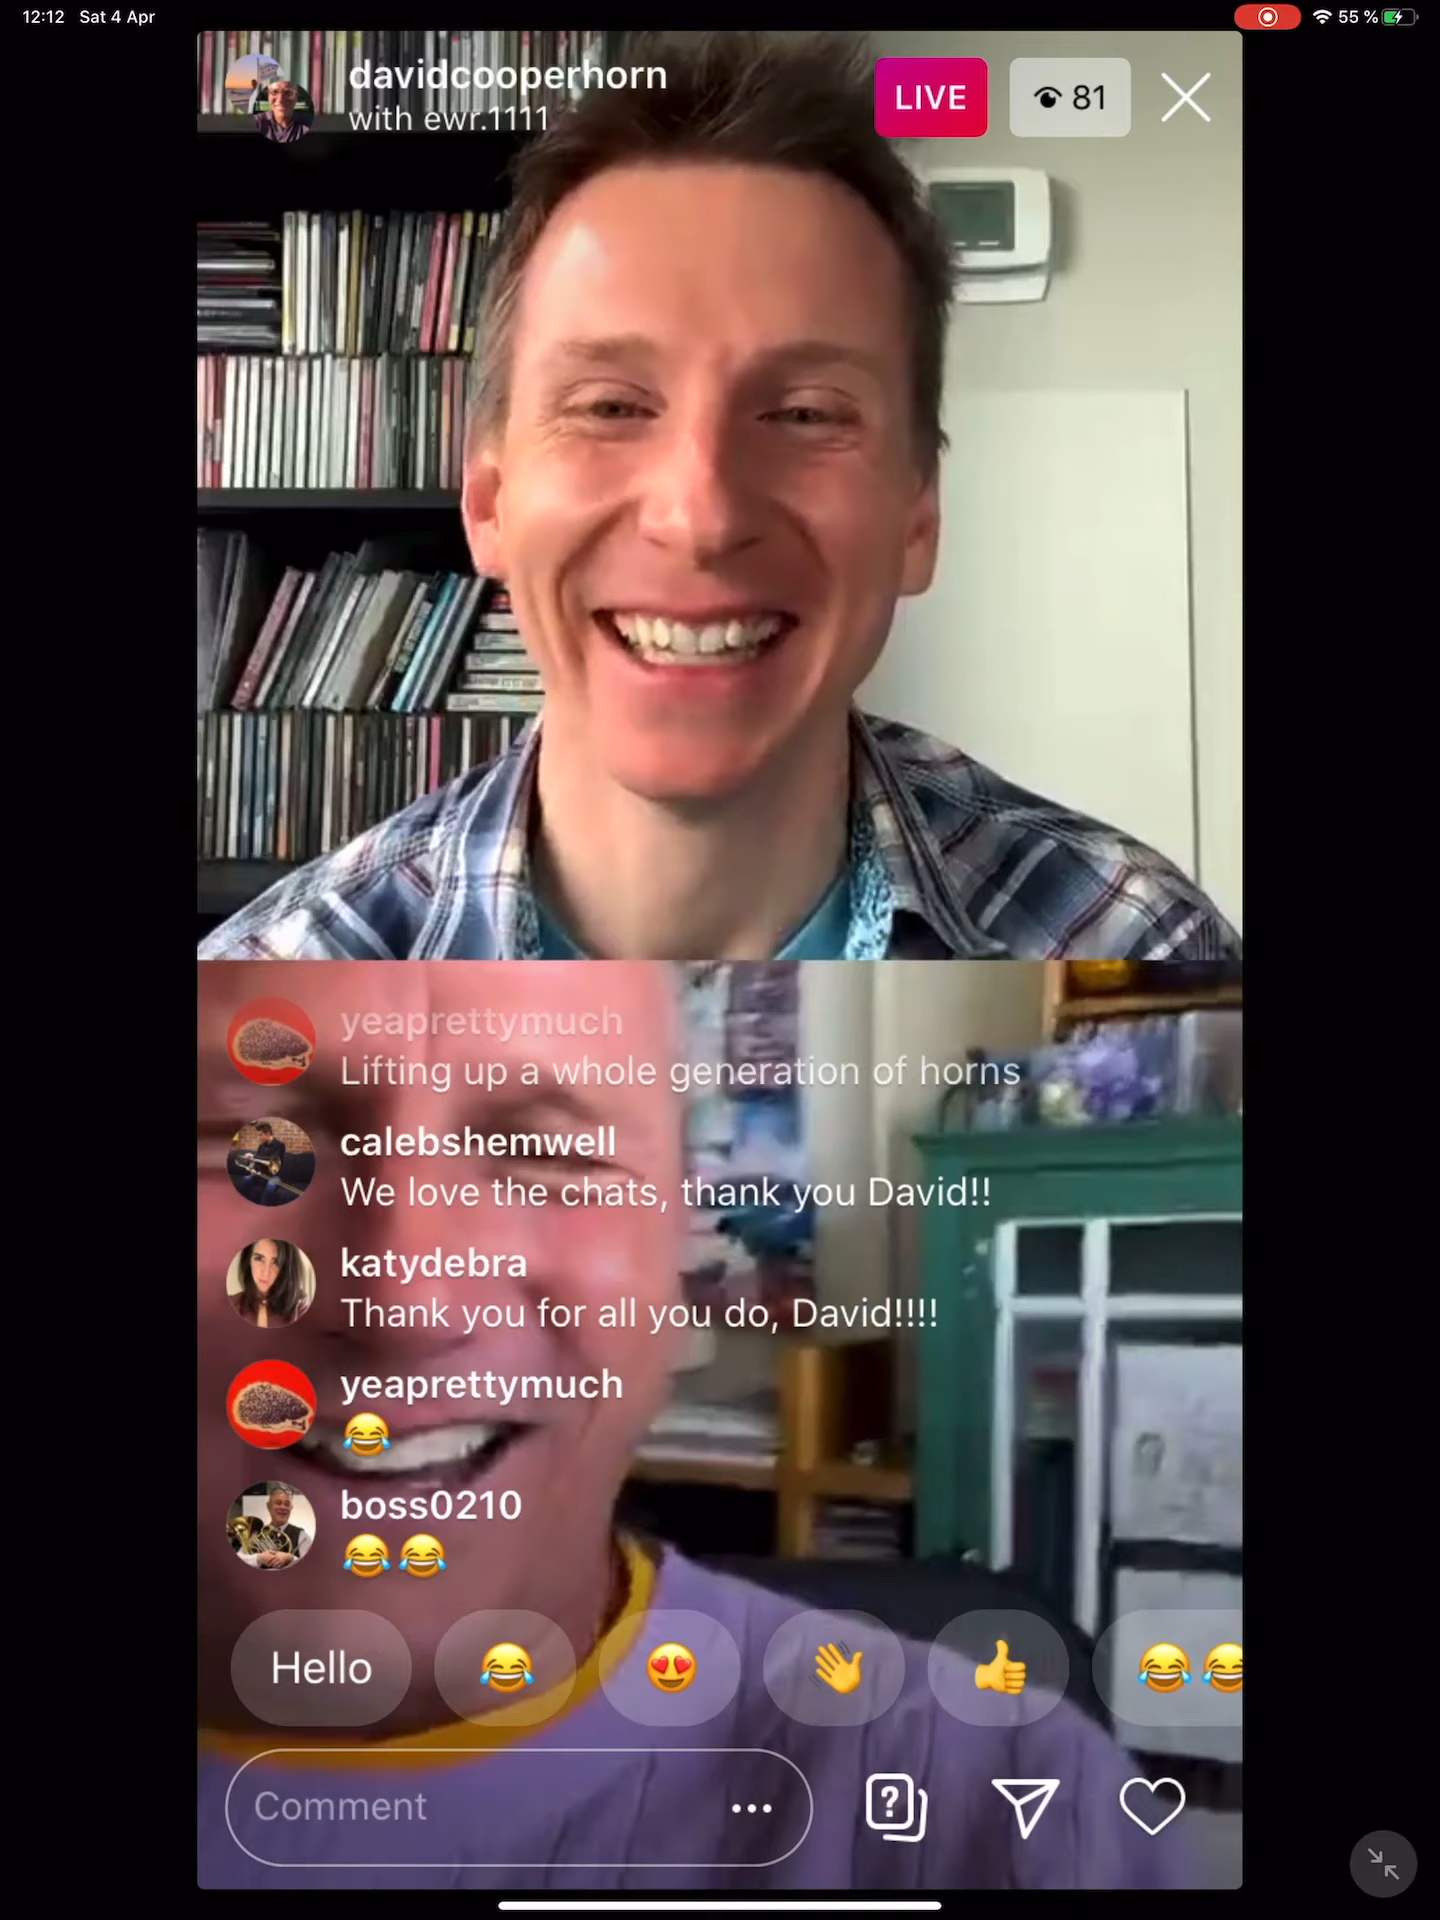 12:12 Sat 4 Apr
55 %
davidcooperhorn
with ewr.1111
LIVE
81
yeaprettymuch
Lifting up a whole generation of horns
calebshemwell
We love the chats, thank you David!!
katydebra
Thank you for all you do, David!!!!
yeaprettymuch
😂
boss0210
😂😂
Hello 😂 😍 👋 👍 😂😂
Comment